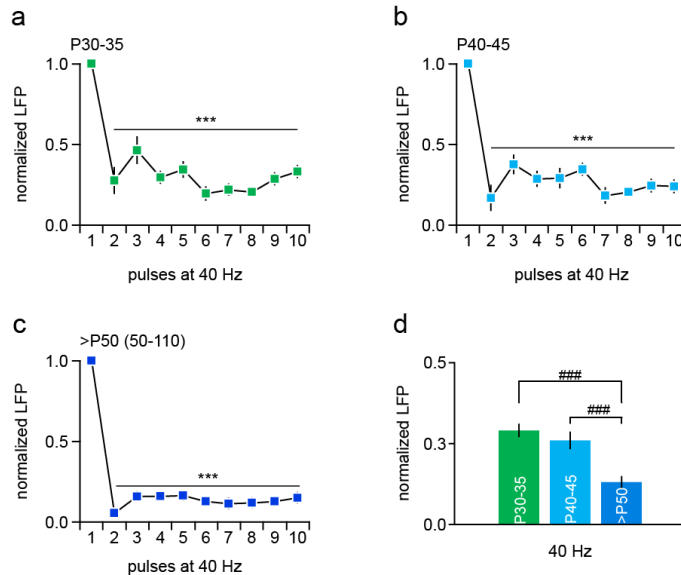 a
P30-35
normalized LFP
1.0
0.5
0.0
***
1 2 3 4 5 6 7 8 9 10
pulses at 40 Hz
b
P40-45
normalized LFP
1.0
0.5
0.0
***
1 2 3 4 5 6 7 8 9 10
pulses at 40 Hz
c
>P50 (50-110)
normalized LFP
1.0
0.5
0.0
***
1 2 3 4 5 6 7 8 9 10
pulses at 40 Hz
d
normalized LFP
0.5
0.3
0.0
###
###
P30-35
P40-45
>P50
40 Hz